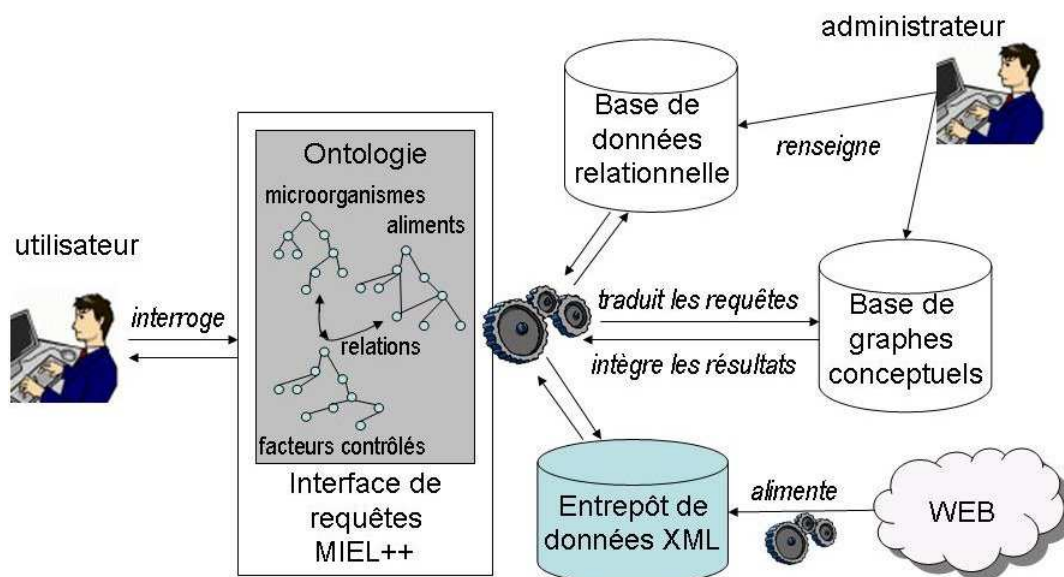 administrateur
Base de
données
relationnelle
renseigne
Ontologie
microorganismes
aliments
relations
facteurs contrôlés
Interface de
requêtes
MIEL++
utilisateur
interroge
traduit les requêtes
intègre les résultats
Base de
graphes
conceptuels
Entrepôt de
données XML
alimente
WEB